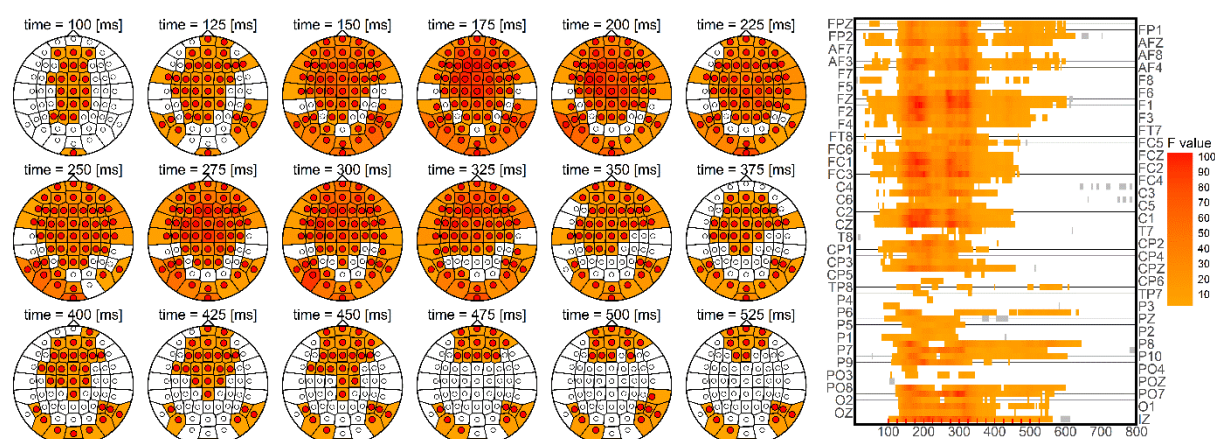 time = 100 [ms] time = 125 [ms] time = 150 [ms] time = 175 [ms] time = 200 [ms] time = 225 [ms]
time = 250 [ms] time = 275 [ms] time = 300 [ms] time = 325 [ms] time = 350 [ms] time = 375 [ms]
time = 400 [ms] time = 425 [ms] time = 450 [ms] time = 475 [ms] time = 500 [ms] time = 525 [ms]
FPZ
FP1
FP2
AFZ
AF7
AF8
AF3
AF4
F7
F8
F5
F6
FZ
F1
F2
F3
F4
FT7
FT8
FC5
FC6
FCZ
FC1
FC2
FC3
FC4
C4
C3
C6
C5
C2
C1
CZ
T7
T8
CP2
CP1
CP4
CP3
CPZ
CP5
CP6
TP8
TP7
P4
P3
P6
PZ
P5
P2
P1
P8
P7
P10
P9
PO4
PO3
POZ
PO8
PO7
O2
O1
OZ
IZ
100 200 300 400 500 600 700 800
F value
100
90
80
70
60
50
40
30
20
10